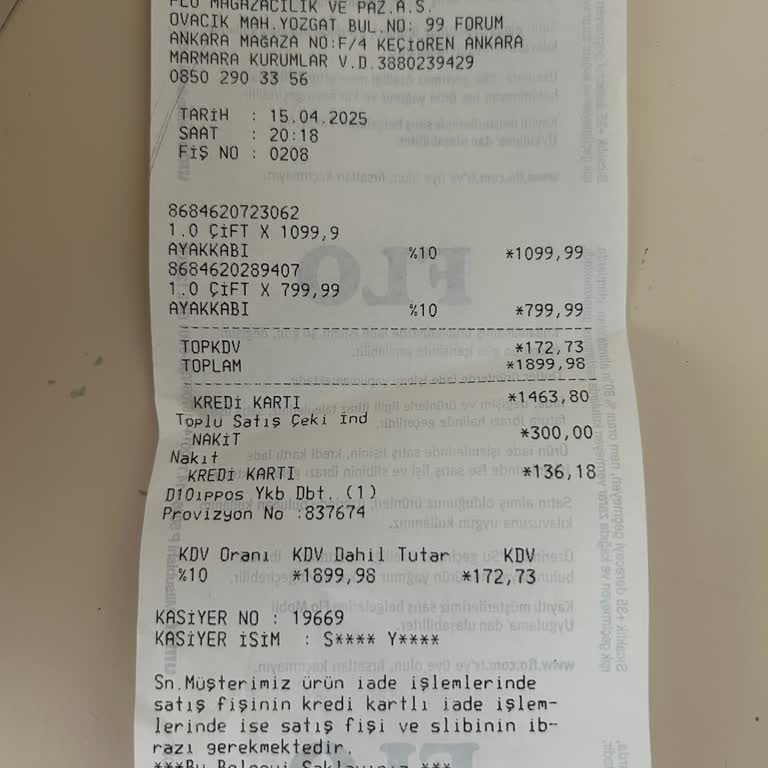 FLO MAĞAZACILIK VE PAZ.A.Ş.
OVACIK MAH.YOZGAT BUL.NO: 99 FORUM
ANKARA MAĞAZA NO:F/4 KEÇİÖREN ANKARA
MARMARA KURUMLAR V.D.3880239429
0850 290 33 56
TARİH : 15.04.2025
SAAT : 20:18
FİŞ NO : 0208
8684620723062
1.0 ÇİFT X 1099,9
AYAKKABI %10 *1099,99
8684620289407
1.0 ÇİFT X 799,99
AYAKKABI %10 *799,99
TOPKDV *172,73
TOPLAM *1899,98
KREDİ KARTI *1463,80
Toplu Satış Çeki İnd
NAKİT *300,00
Nakıt
KREDİ KARTI *136,18
D10ıppos Ykb Dbt. (1)
Provizyon No :837674
KDV Oranı KDV Dahil Tutar KDV
%10 *1899,98 *172,73
KASİYER NO : 19669
KASİYER İSİM : S**** Y****
Sn.Müşterimiz ürün iade işlemlerinde
satış fişinin kredi kartlı iade işlem-
lerinde ise satış fişi ve slibinin ib-
razı gerekmektedir.
***Bu Belgeyi Saklayınız ***